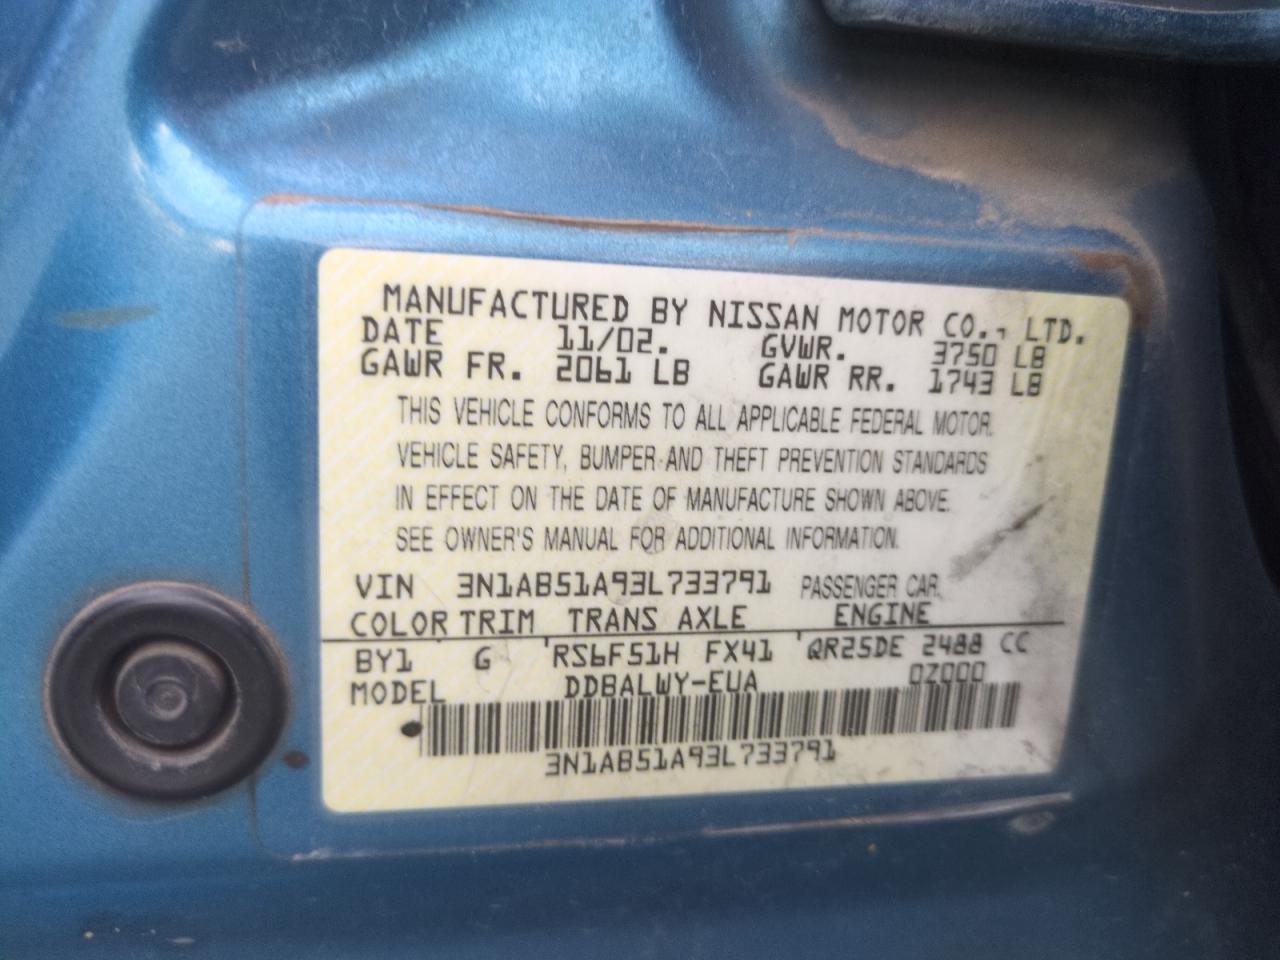 MANUFACTURED BY NISSAN MOTOR CO., LTD.
DATE 11/02. GVWR. 3750 LB
GAWR FR. 2061 LB GAWR RR. 1743 LB
THIS VEHICLE CONFORMS TO ALL APPLICABLE FEDERAL MOTOR
VEHICLE SAFETY, BUMPER AND THEFT PREVENTION STANDARDS
IN EFFECT ON THE DATE OF MANUFACTURE SHOWN ABOVE.
SEE OWNER'S MANUAL FOR ADDITIONAL INFORMATION.
VIN 3N1AB51A93L733791 PASSENGER CAR.
COLOR TRIM TRANS AXLE ENGINE
BY1 G RS6F51H FX41 QR25DE 2488 CC
MODEL DDBALWY-EUA 0Z000
3N1AB51A93L733791